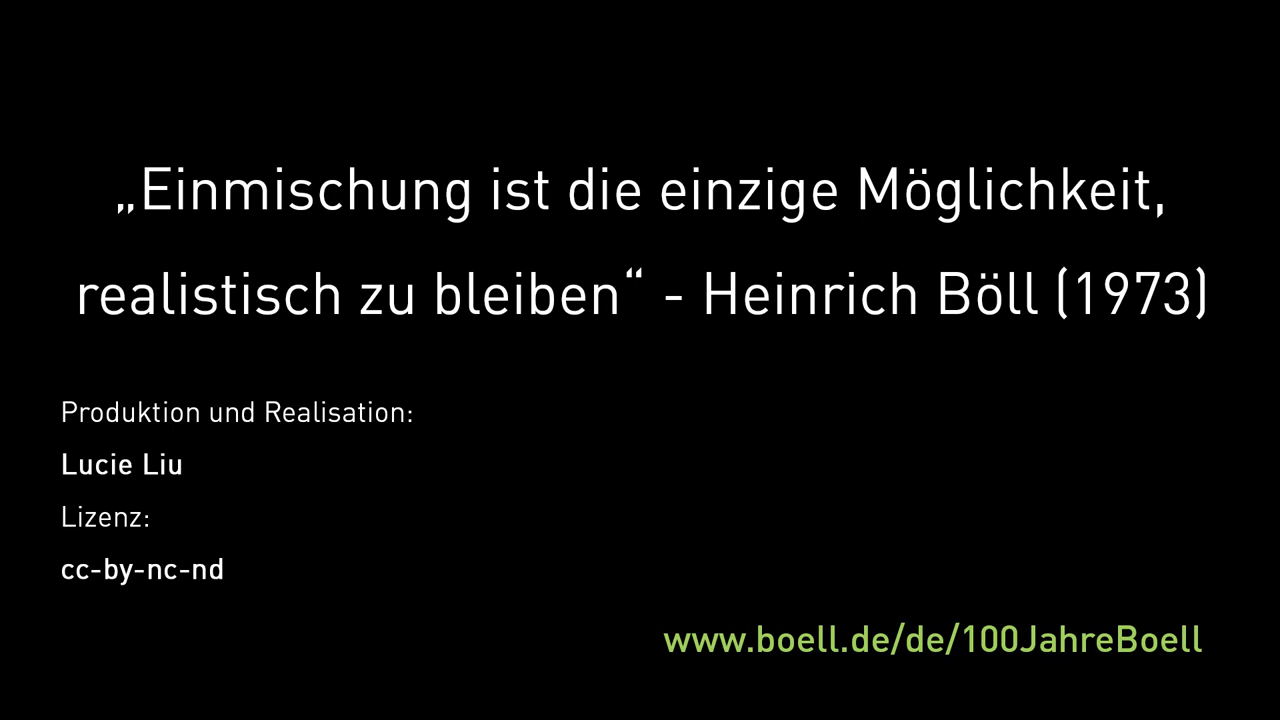 „Einmischung ist die einzige Möglichkeit,
realistisch zu bleiben“ - Heinrich Böll (1973)
Produktion und Realisation:
Lucie Liu
Lizenz:
cc-by-nc-nd
www.boell.de/de/100JahreBoell